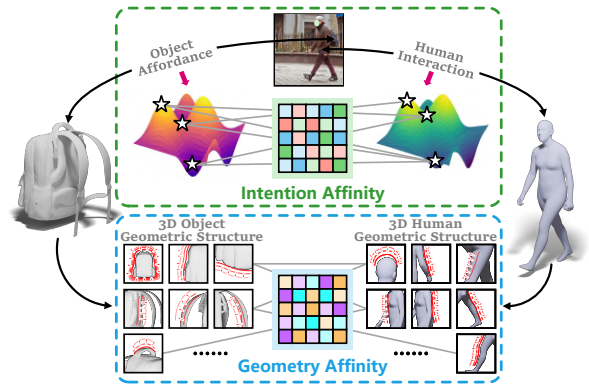 Object
Affordance
Human
Interaction
Intention Affinity
3D Object
Geometric Structure
3D Human
Geometric Structure
......
......
Geometry Affinity